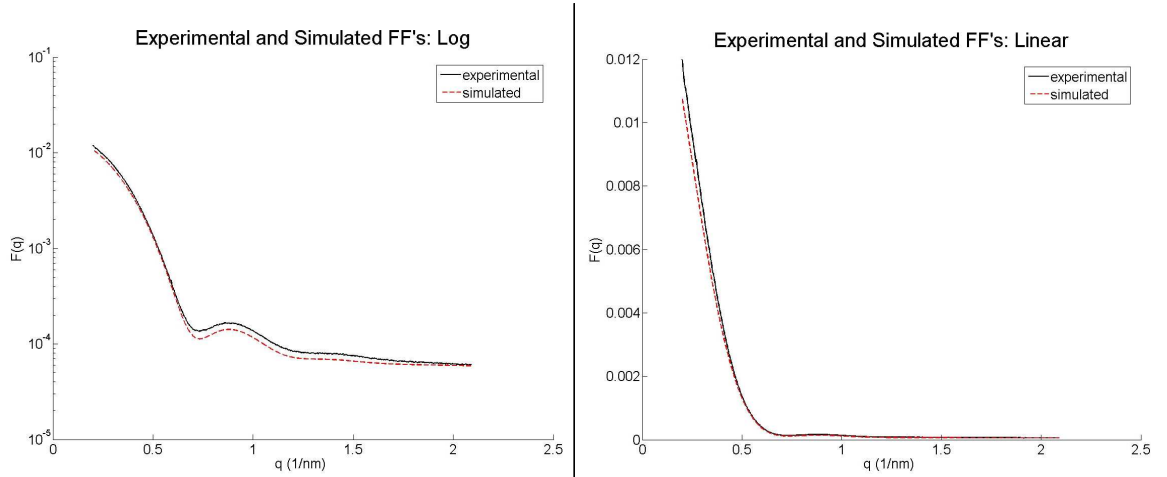 Experimental and Simulated FF's: Log
10^-1
experimental
simulated
10^-2
F(q)
10^-3
10^-4
10^-5
0 0.5 1 1.5 2 2.5
q (1/nm)
Experimental and Simulated FF's: Linear
0.012
experimental
simulated
0.01
0.008
F(q)
0.006
0.004
0.002
0
0 0.5 1 1.5 2 2.5
q (1/nm)